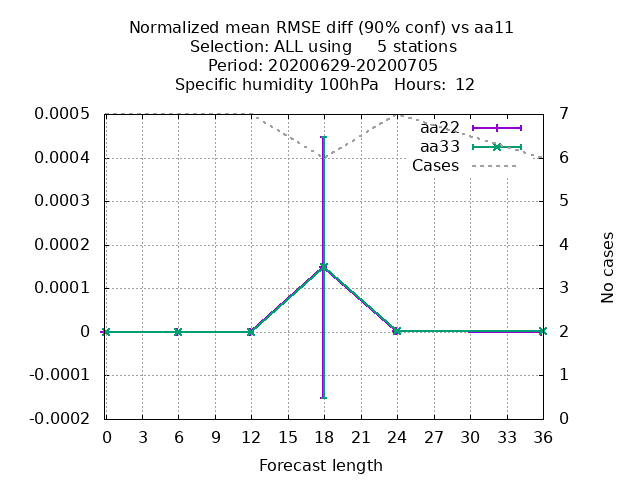 Normalized mean RMSE diff (90% conf) vs aa11
Selection: ALL using     5 stations
Period: 20200629-20200705
Specific humidity 100hPa   Hours:  12
0.0005
0.0004
0.0003
0.0002
0.0001
0
-0.0001
-0.0002
7
6
5
4
3
2
1
0
aa22
aa33
Cases
No cases
0 3 6 9 12 15 18 21 24 27 30 33 36
Forecast length